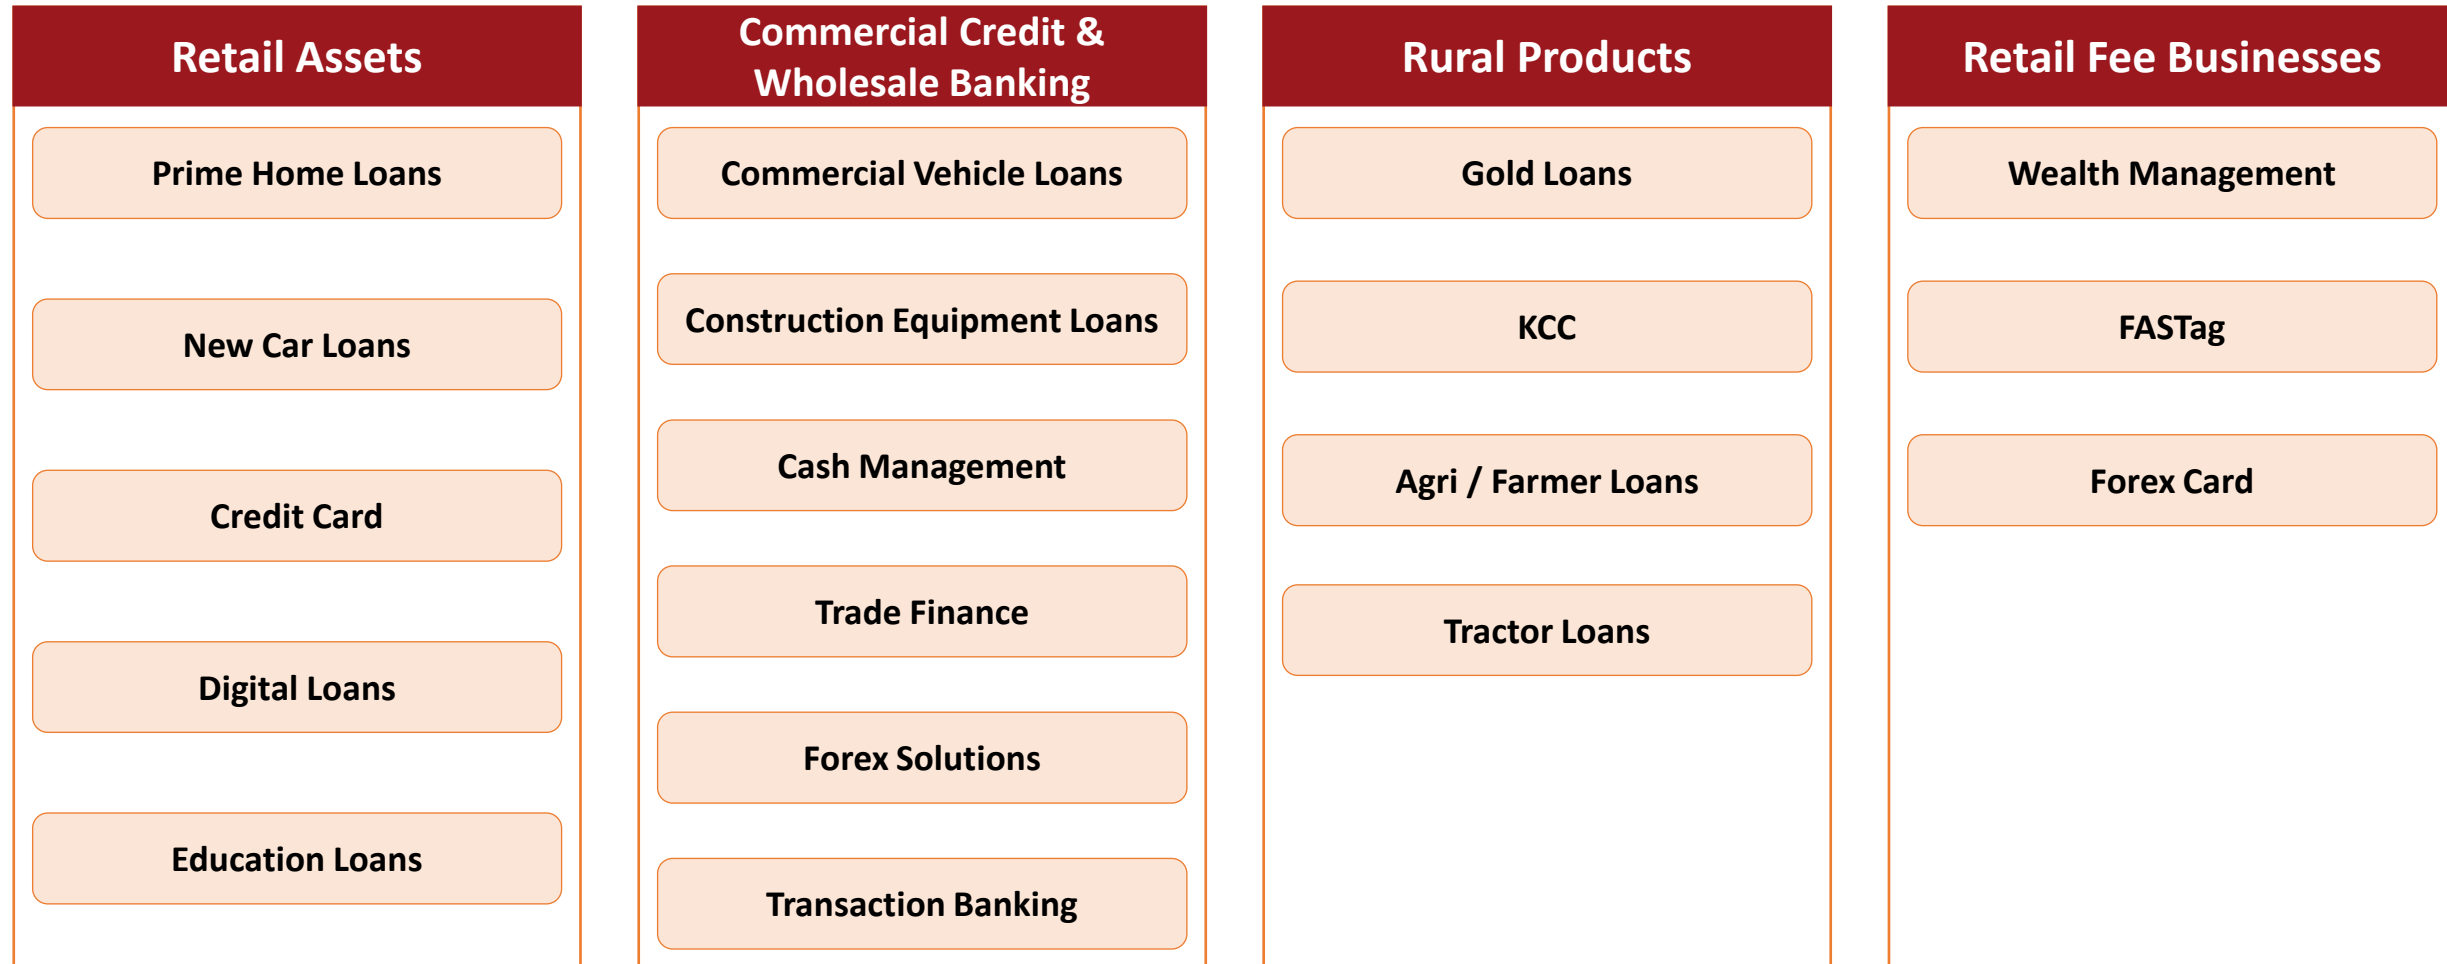 Retail Assets
Prime Home Loans
New Car Loans
Credit Card
Digital Loans
Education Loans
Commercial Credit &
Wholesale Banking
Commercial Vehicle Loans
Construction Equipment Loans
Cash Management
Trade Finance
Forex Solutions
Transaction Banking
Rural Products
Gold Loans
KCC
Agri / Farmer Loans
Tractor Loans
Retail Fee Businesses
Wealth Management
FASTag
Forex Card